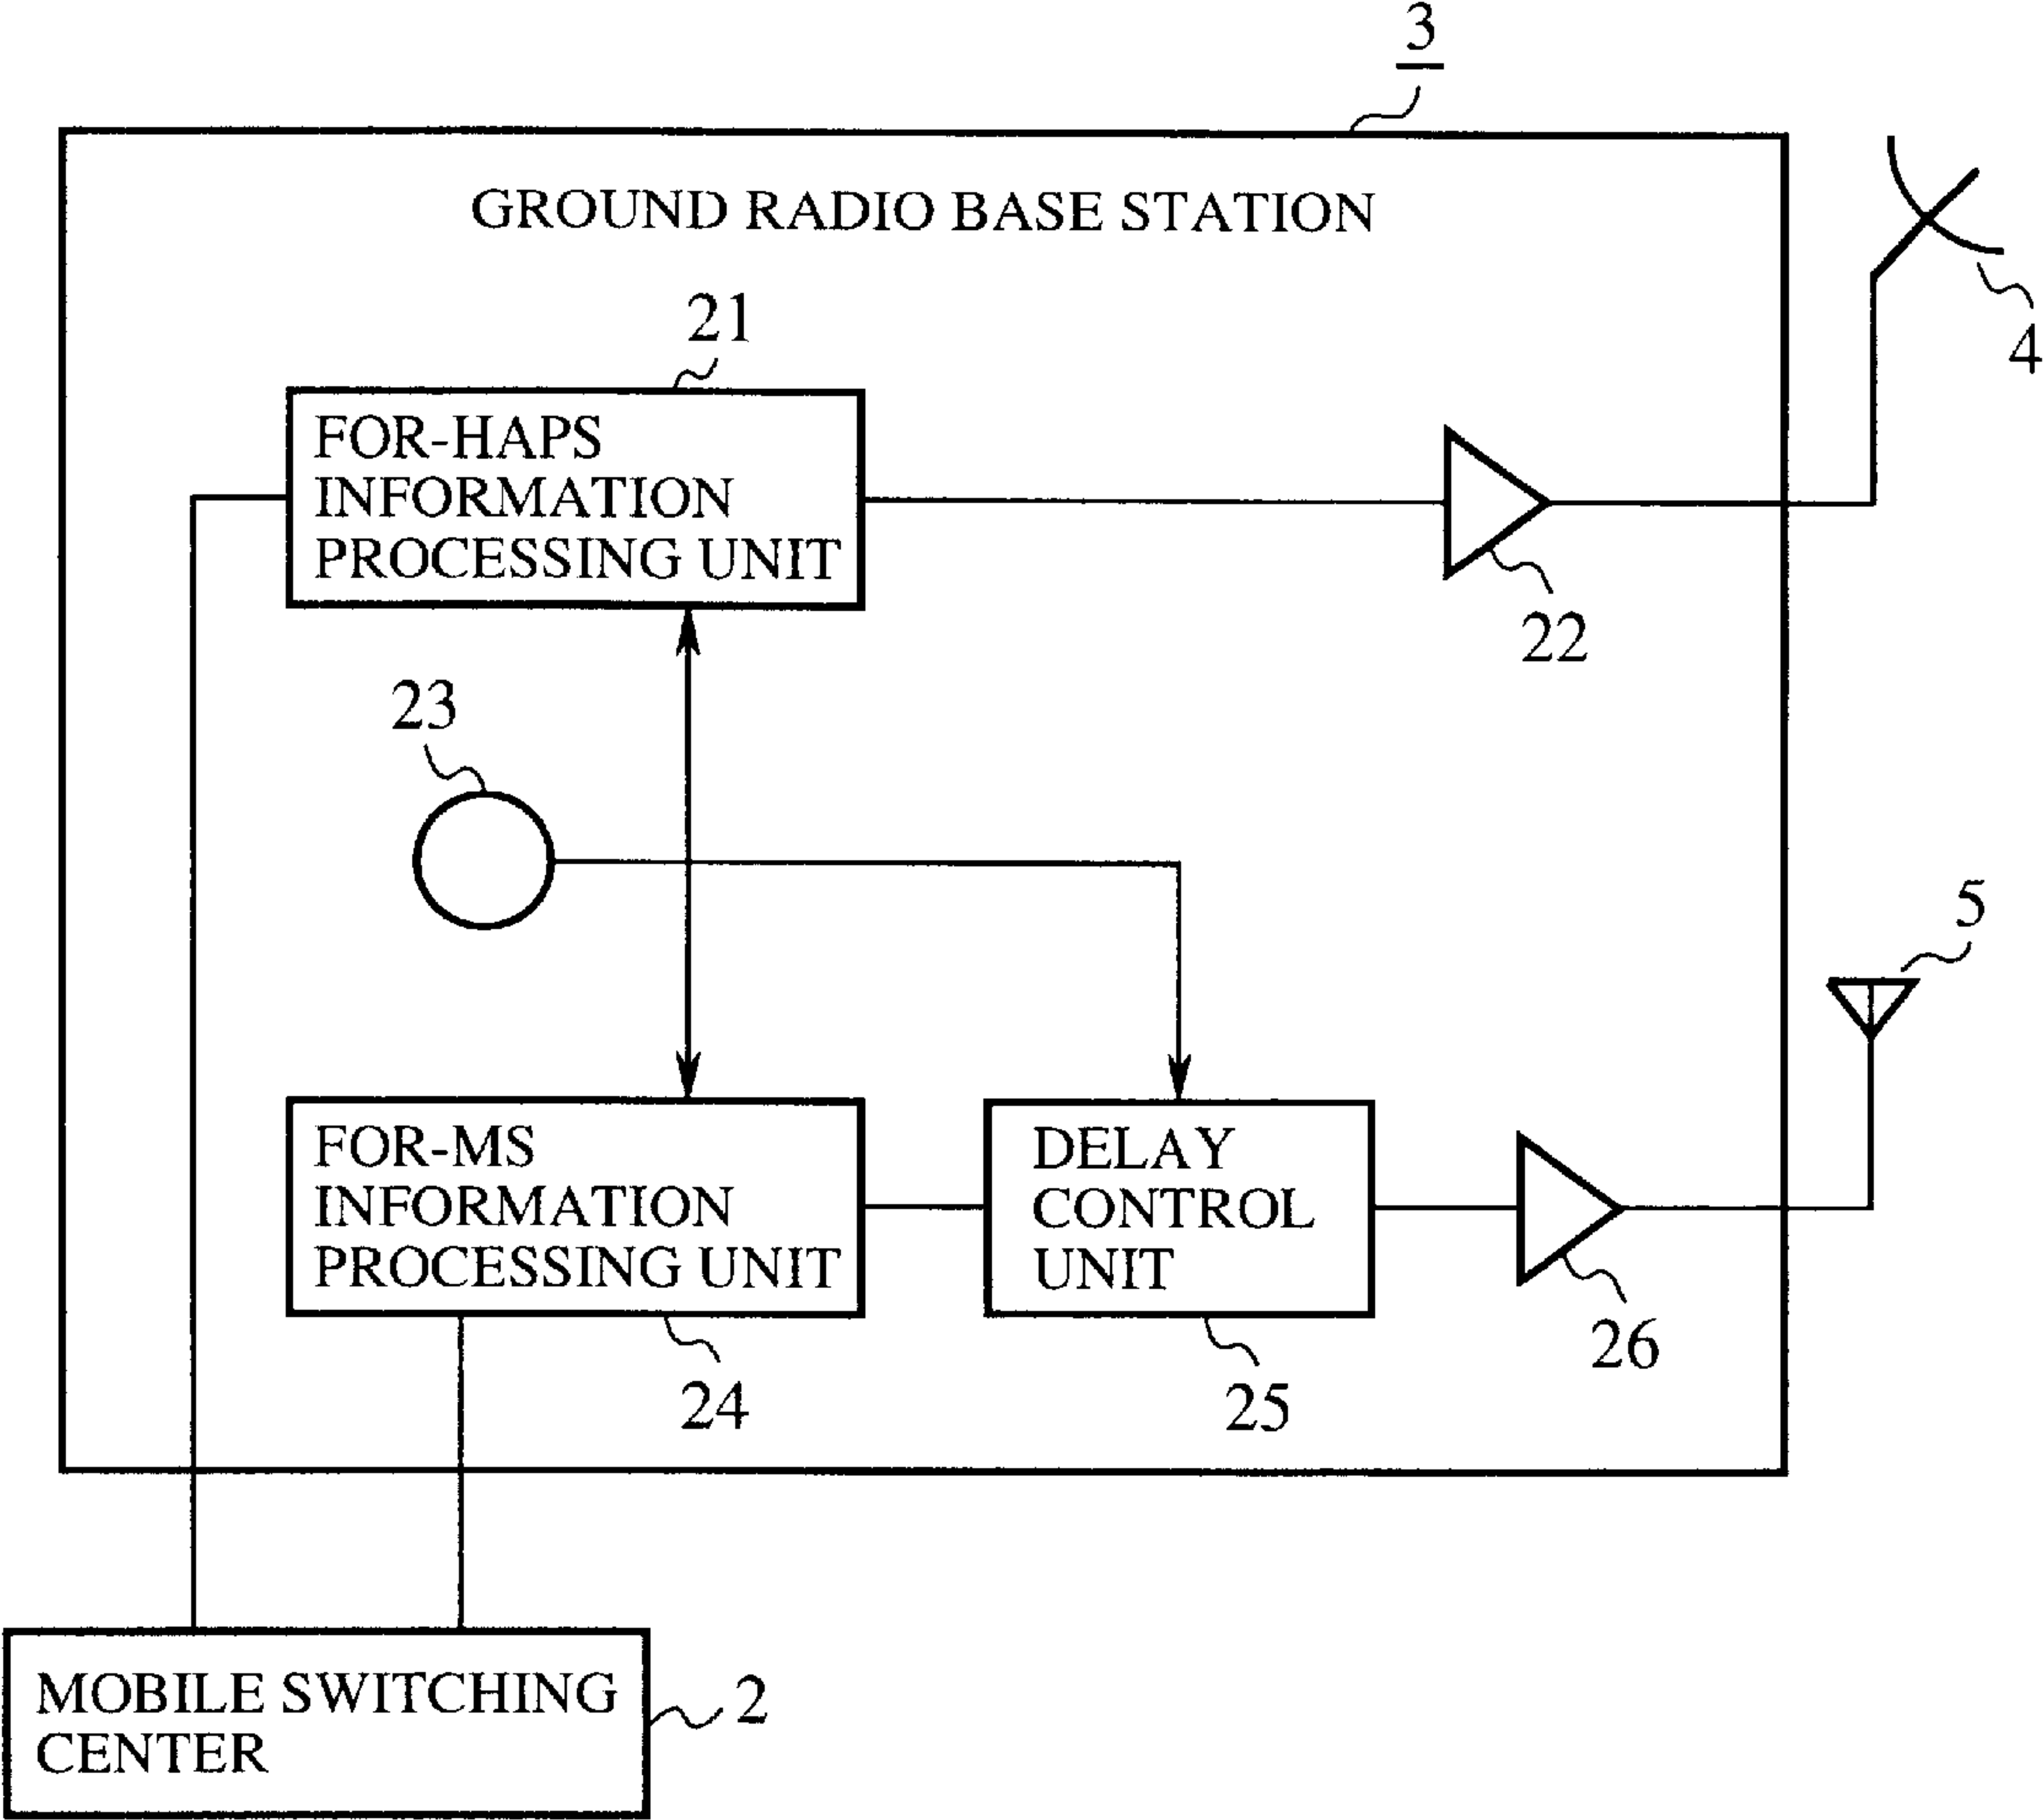 3
GROUND RADIO BASE STATION
4
21
FOR-HAPS
INFORMATION
PROCESSING UNIT
22
23
5
FOR-MS
INFORMATION
PROCESSING UNIT
DELAY
CONTROL
UNIT
26
24
25
MOBILE SWITCHING
CENTER
2